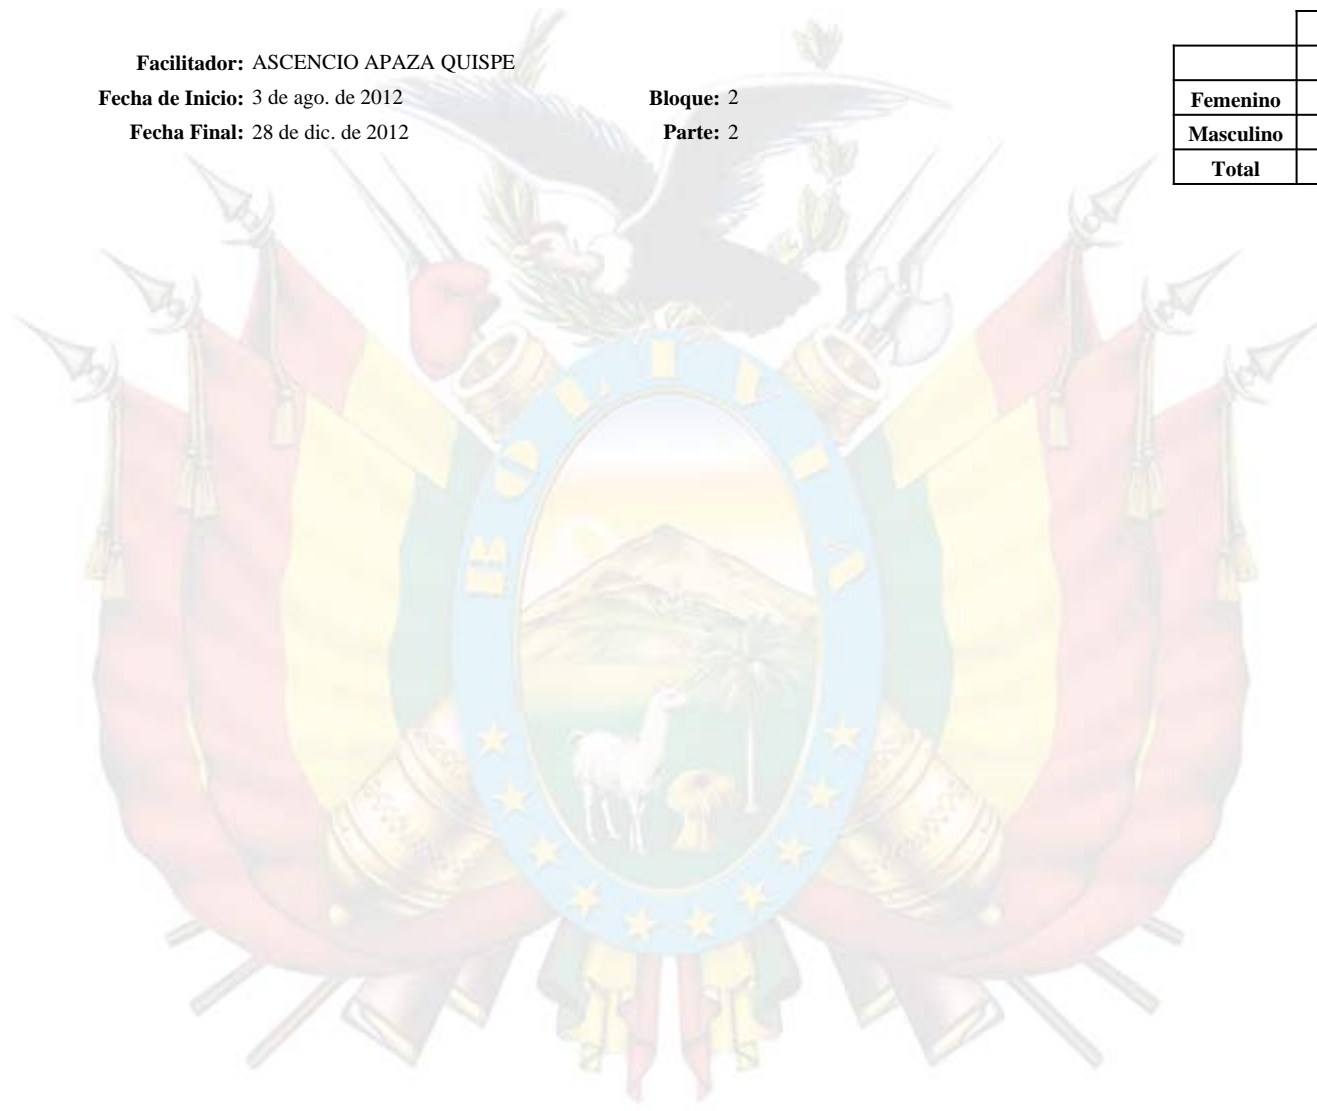 Facilitador: ASCENCIO APAZA QUISPE
Fecha de Inicio: 3 de ago. de 2012 Bloque: 2
Fecha Final: 28 de dic. de 2012 Parte: 2
Femenino
Masculino
Total
BOLIVIA